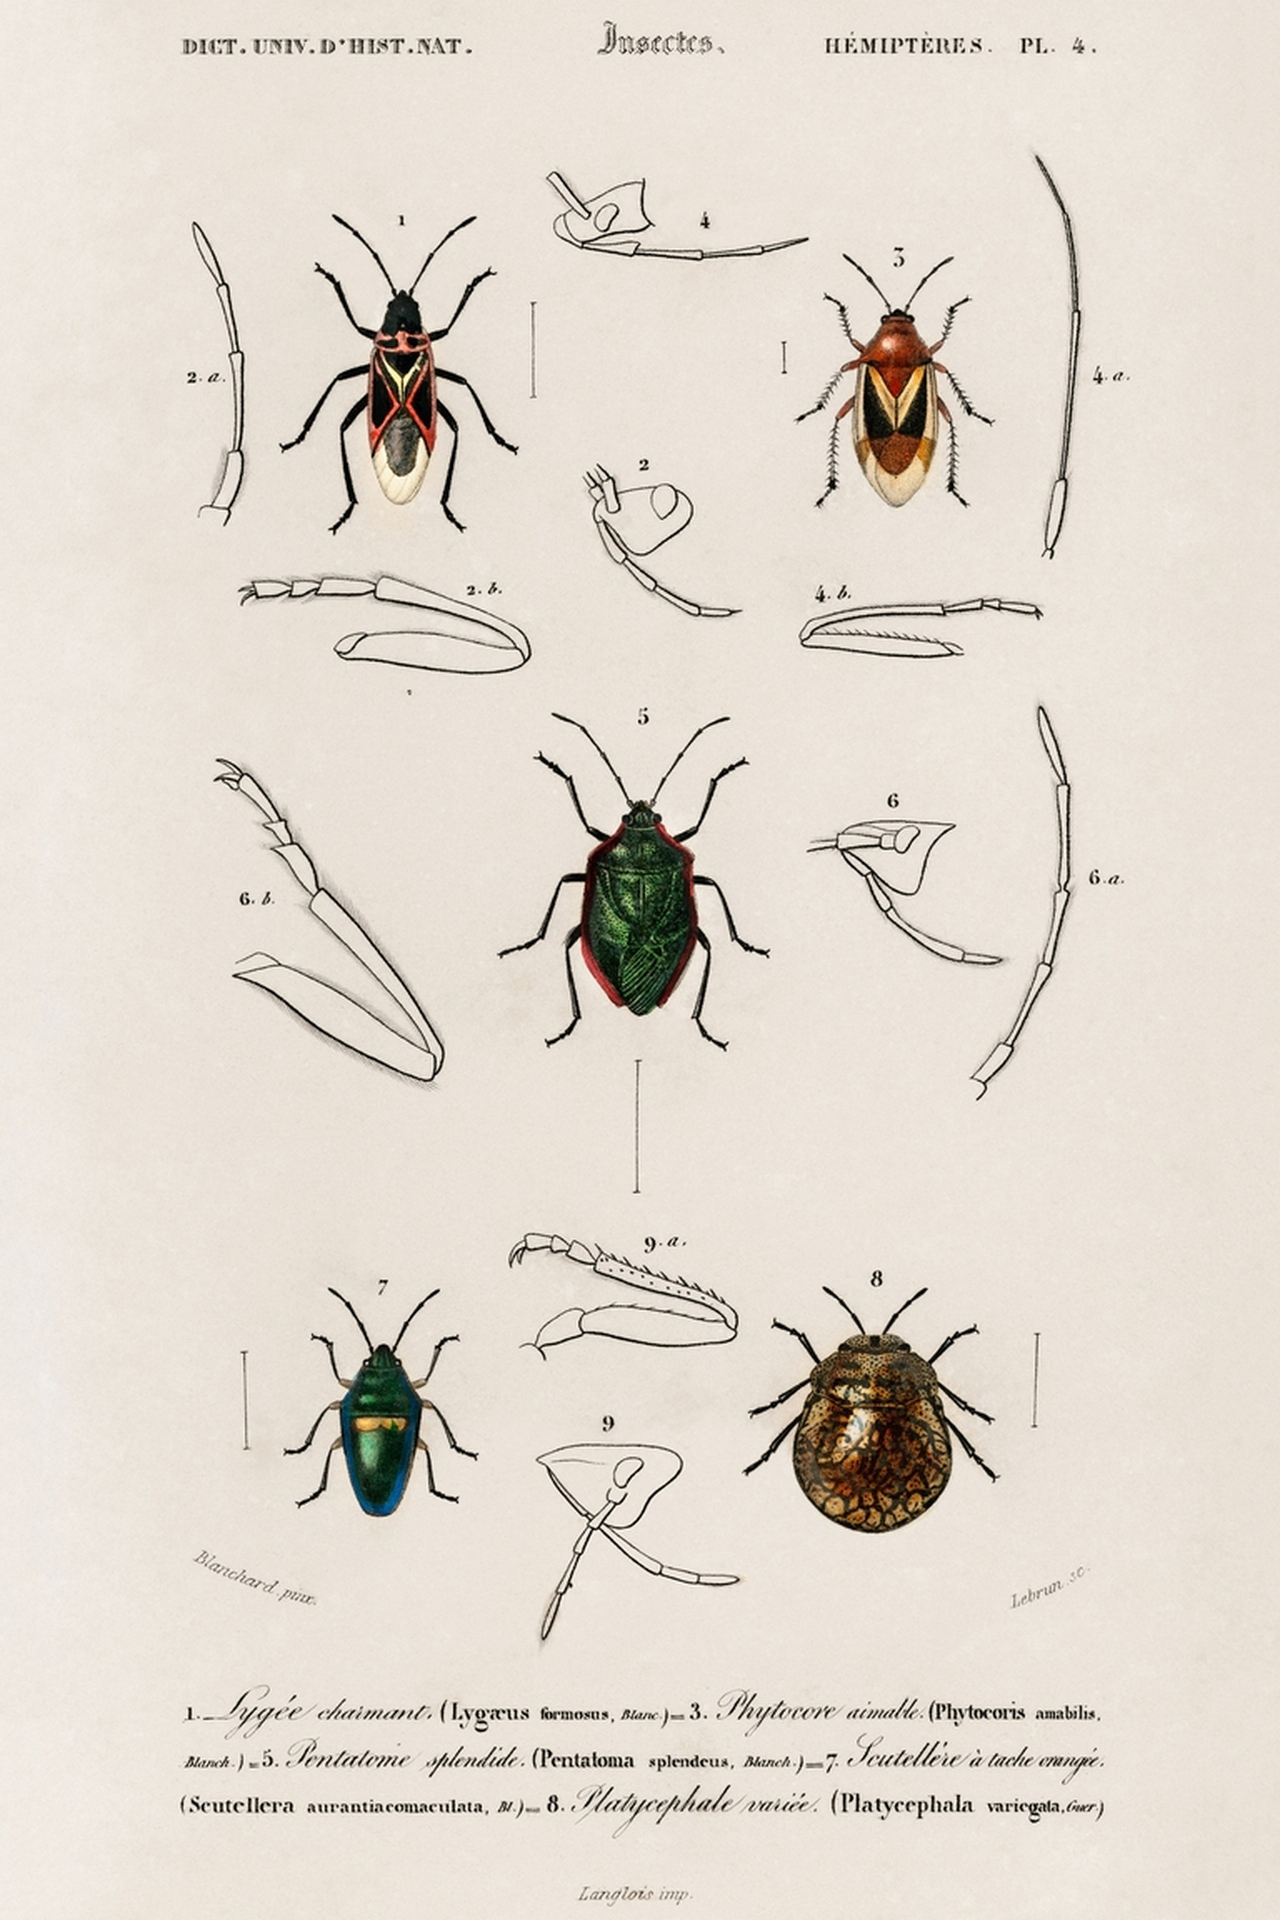 DICT. UNIV. D'HIST. NAT. Insectes. HÉMIPTÈRES. PL. 4.
1
4
3
2. a.
4. a.
2
2. b.
4. b.
5
6
6. b.
6. a.
9. a.
7
8
9
Blanchard. pinx.
Lebrun. sc.
1. Lygée charmant. (Lygæus formosus, Blanc.) = 3. Phytocore aimable. (Phytocoris amabilis,
Blanch.) = 5. Pentatome splendide. (Pentatoma splendeus, Blanch.) = 7. Scutellère à tache orangée.
(Scutellera aurantiacomaculata, Bl.) = 8. Platycephale variée. (Platycephala variegata, Guer.)
Langlois imp.